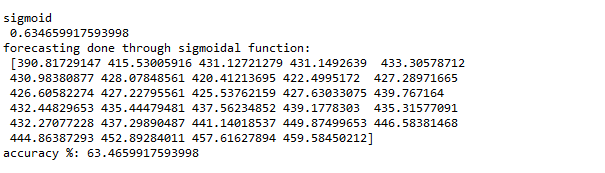 sigmoid
0.634659917593998
forecasting done through sigmoidal function:
[390.81729147 415.53005916 431.12721279 431.1492639 433.30578712
430.98380877 428.07848561 420.41213695 422.4995172 427.28971665
426.60582274 427.22795561 425.53762159 427.63033075 439.767164
432.44829653 435.44479481 437.56234852 439.1778303 435.31577091
432.27077228 437.29890487 441.14018537 449.87499653 446.58381468
444.86387293 452.89284011 457.61627894 459.58450212]
accuracy %: 63.4659917593998